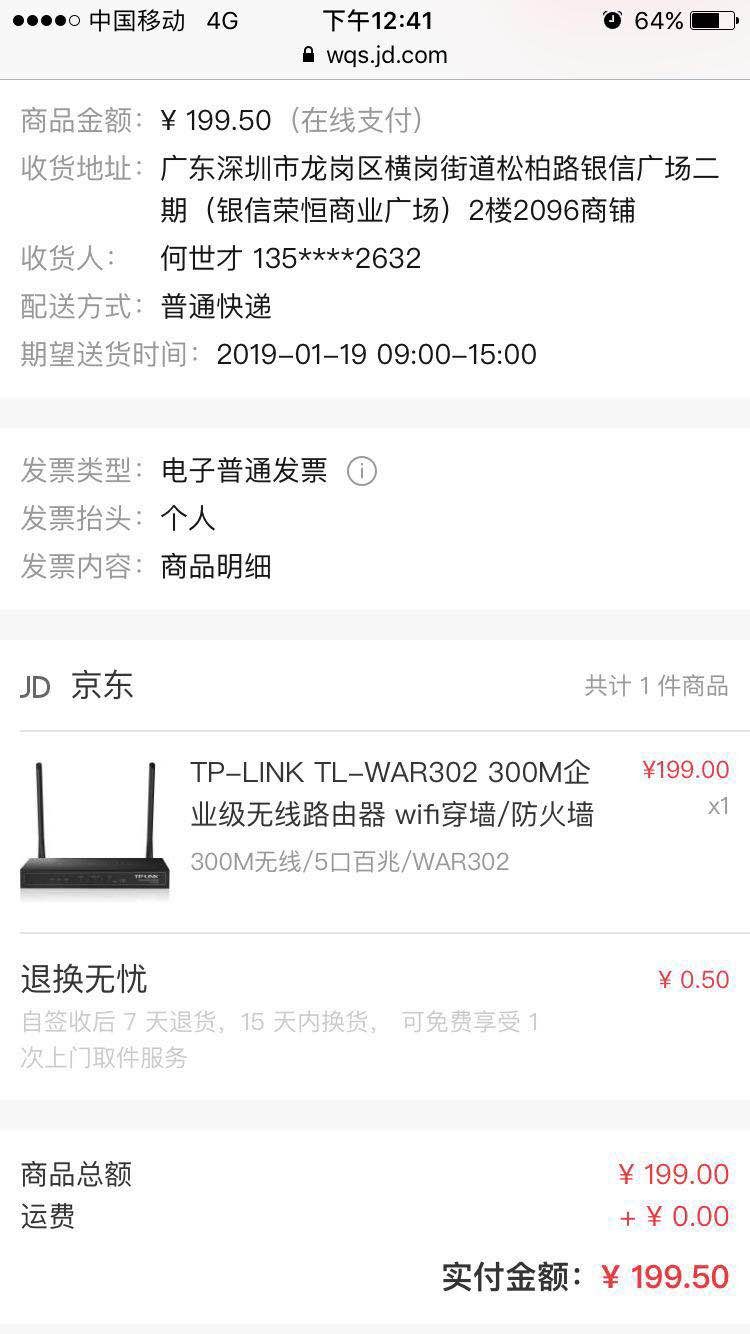 中国移动 4G 下午12:41 64%
wqs.jd.com
商品金额：¥ 199.50（在线支付）
收货地址：广东深圳市龙岗区横岗街道松柏路银信广场二
期（银信荣恒商业广场）2楼2096商铺
收货人：何世才 135****2632
配送方式：普通快递
期望送货时间：2019-01-19 09:00-15:00
发票类型：电子普通发票
发票抬头：个人
发票内容：商品明细
JD 京东 共计 1 件商品
TP-LINK TL-WAR302 300M企 ¥199.00
业级无线路由器 wifi穿墙/防火墙 x1
300M无线/5口百兆/WAR302
TP-LINK
退换无忧 ¥ 0.50
自签收后 7 天退货，15 天内换货， 可免费享受 1
次上门取件服务
商品总额 ¥ 199.00
运费 + ¥ 0.00
实付金额：¥ 199.50